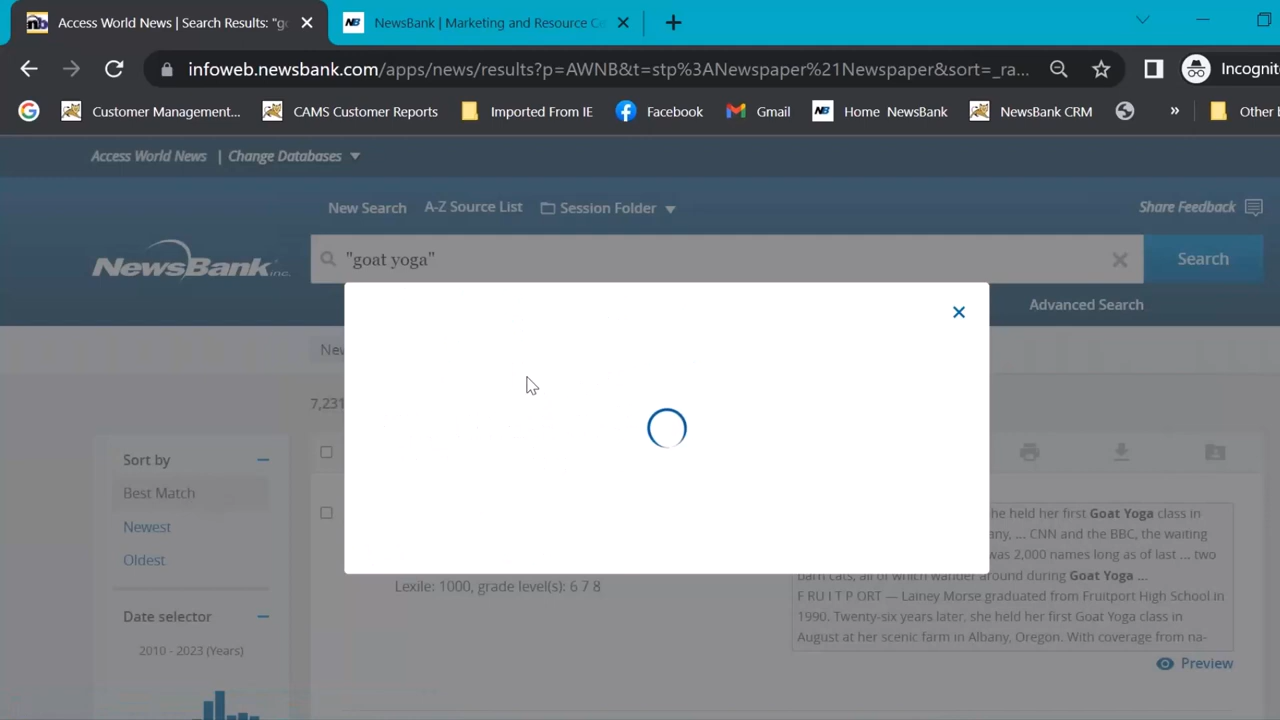 Access World News | Search Results: "go
NewsBank | Marketing and Resource Ce
infoweb.newsbank.com/apps/news/results?p=AWNB&t=stp%3ANewspaper%21Newspaper&sort=_ra...
Incognit
Customer Management...
CAMS Customer Reports
Imported From IE
Facebook
Gmail
Home NewsBank
NewsBank CRM
»
Other b
Access World News | Change Databases
New Search
A-Z Source List
Session Folder
Share Feedback
NewsBank inc.
"goat yoga"
Search
Advanced Search
New
7,231
Sort by
Best Match
Newest
Oldest
Date selector
2010 - 2023 (Years)
Lexile: 1000, grade level(s): 6 7 8
he held her first Goat Yoga class in
any, ... CNN and the BBC, the waiting
was 2,000 names long as of last ... two
barn cats, all of which wander around during Goat Yoga ...
F RU I T P ORT — Lainey Morse graduated from Fruitport High School in
1990. Twenty-six years later, she held her first Goat Yoga class in
August at her scenic farm in Albany, Oregon. With coverage from na-
Preview